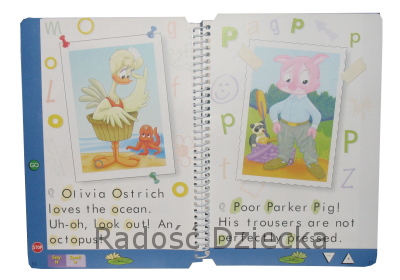 Olivia Ostrich
loves the ocean.
Uh-oh, look out! An
octopus!
GO
STOP
Poor Parker Pig!
His trousers are not
perfectly pressed.
Radość Dziecka